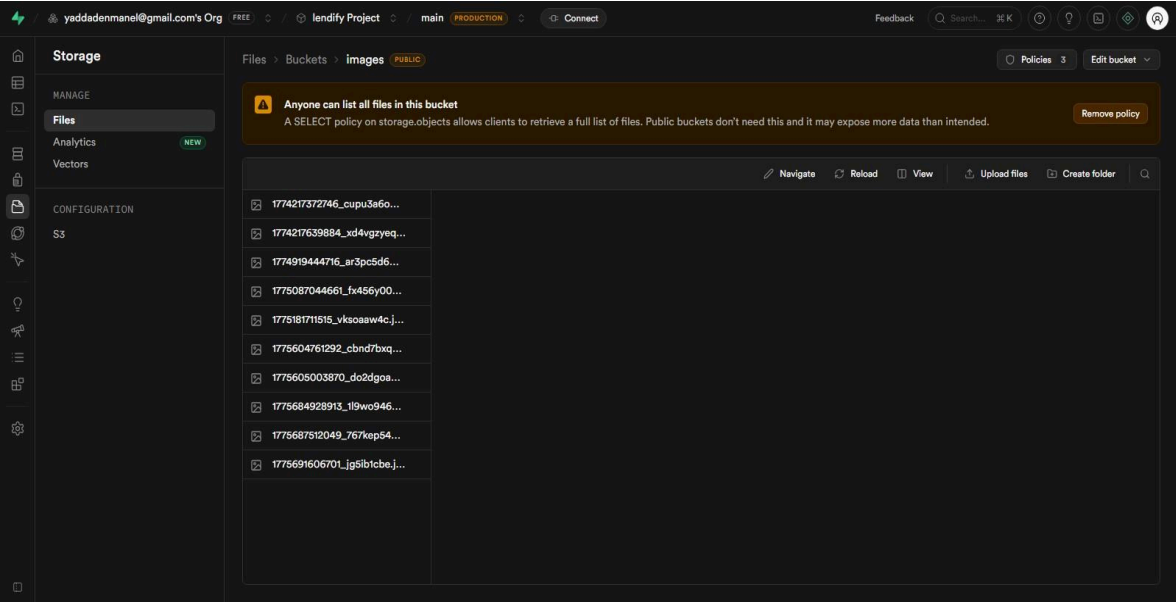 yaddadenmanel@gmail.com's Org FREE / lendify Project / main PRODUCTION Connect Feedback Search... ⌘K
Storage
MANAGE
Files
Analytics NEW
Vectors
CONFIGURATION
S3
Files > Buckets > images PUBLIC Policies 3 Edit bucket
Anyone can list all files in this bucket
A SELECT policy on storage.objects allows clients to retrieve a full list of files. Public buckets don't need this and it may expose more data than intended.
Remove policy
Navigate Reload View Upload files Create folder
1774217372746_cupu3a6o...
1774217639884_xd4vgzyeq...
1774919444716_ar3pc5d6...
1775087044661_fx456y00...
1775181711515_vksoaaw4c.j...
1775604761292_cbnd7bxq...
1775605003870_do2dgoa...
1775684928913_1l9wo946...
1775687512049_767kep54...
1775691606701_jg5ib1cbe.j...